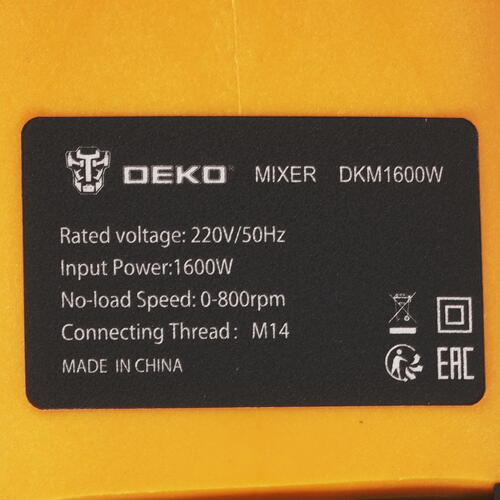 DEKO MIXER DKM1600W
Rated voltage: 220V/50Hz
Input Power:1600W
No-load Speed: 0-800rpm
Connecting Thread: M14
MADE IN CHINA
EAC